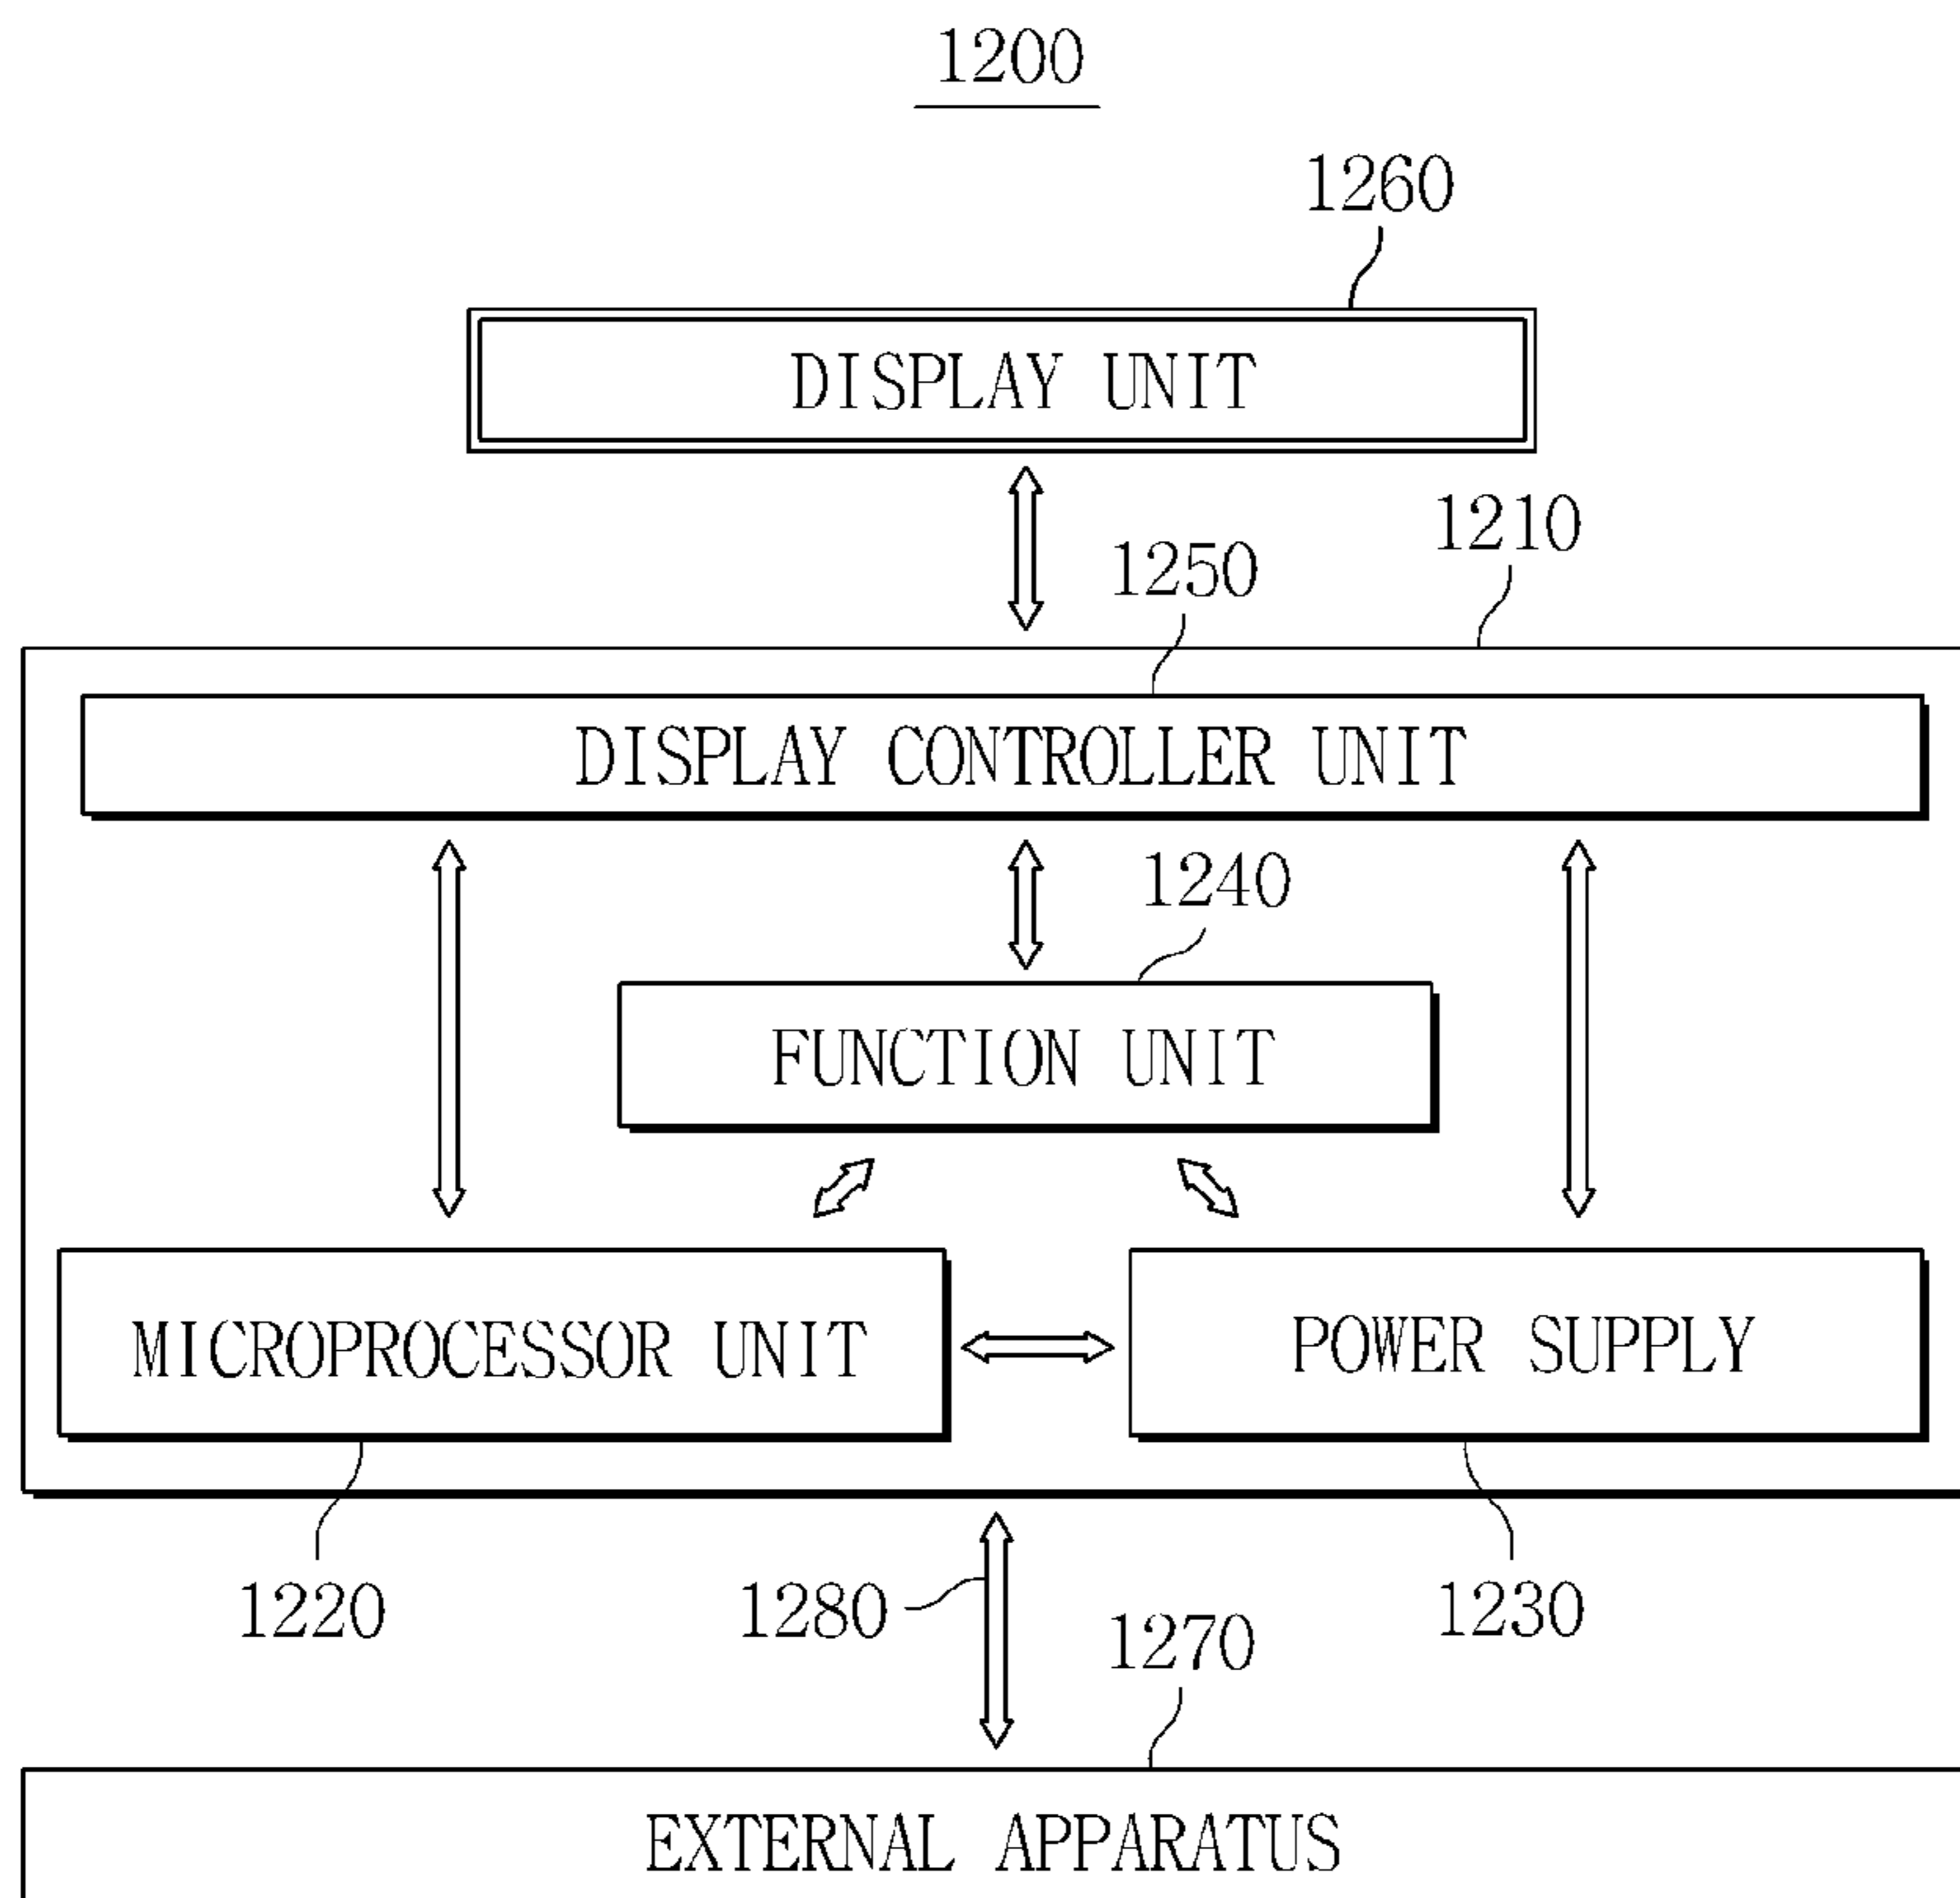 1200
1260
DISPLAY UNIT
1210
1250
DISPLAY CONTROLLER UNIT
1240
FUNCTION UNIT
MICROPROCESSOR UNIT
POWER SUPPLY
1220
1280
1230
1270
EXTERNAL APPARATUS